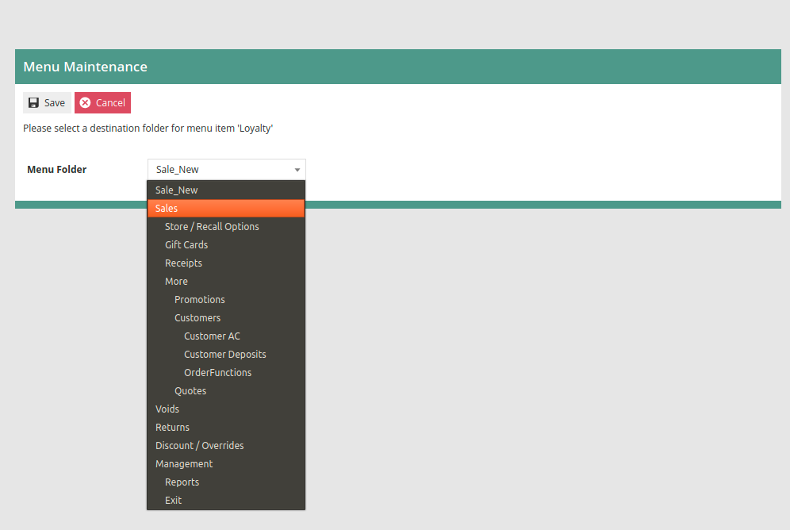 Menu Maintenance
Save Cancel
Please select a destination folder for menu item 'Loyalty'
Menu Folder Sale_New
Sale_New
Sales
Store / Recall Options
Gift Cards
Receipts
More
Promotions
Customers
Customer AC
Customer Deposits
OrderFunctions
Quotes
Voids
Returns
Discount / Overrides
Management
Reports
Exit